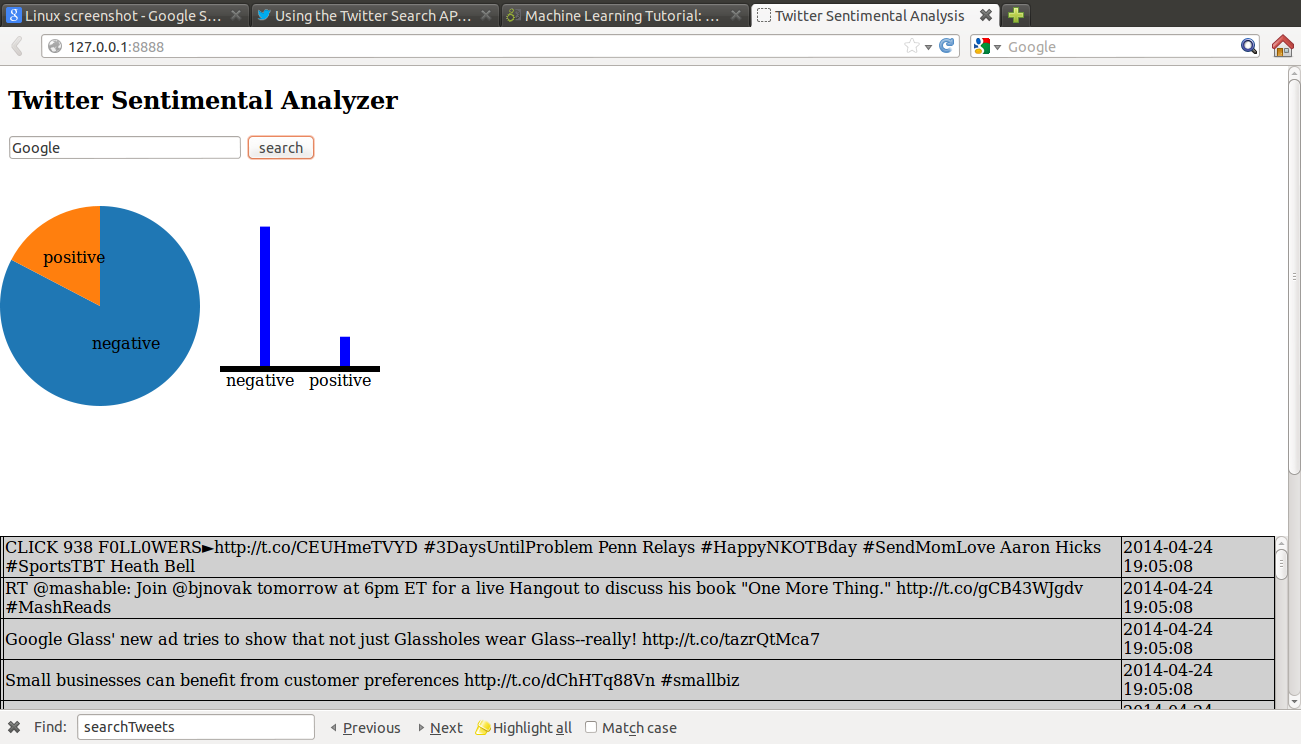 Linux screenshot - Google S...
Using the Twitter Search AP...
Machine Learning Tutorial: ...
Twitter Sentimental Analysis
127.0.0.1:8888
Google
Twitter Sentimental Analyzer
Google
search
positive
negative
negative
positive
CLICK 938 F0LL0WERS►http://t.co/CEUHmeTVYD #3DaysUntilProblem Penn Relays #HappyNKOTBday #SendMomLove Aaron Hicks
#SportsTBT Heath Bell
2014-04-24
19:05:08
RT @mashable: Join @bjnovak tomorrow at 6pm ET for a live Hangout to discuss his book "One More Thing." http://t.co/gCB43WJgdv
#MashReads
2014-04-24
19:05:08
Google Glass' new ad tries to show that not just Glassholes wear Glass--really! http://t.co/tazrQtMca7
2014-04-24
19:05:08
Small businesses can benefit from customer preferences http://t.co/dChHTq88Vn #smallbiz
2014-04-24
19:05:08
2014-04-24
Find:
searchTweets
Previous
Next
Highlight all
Match case